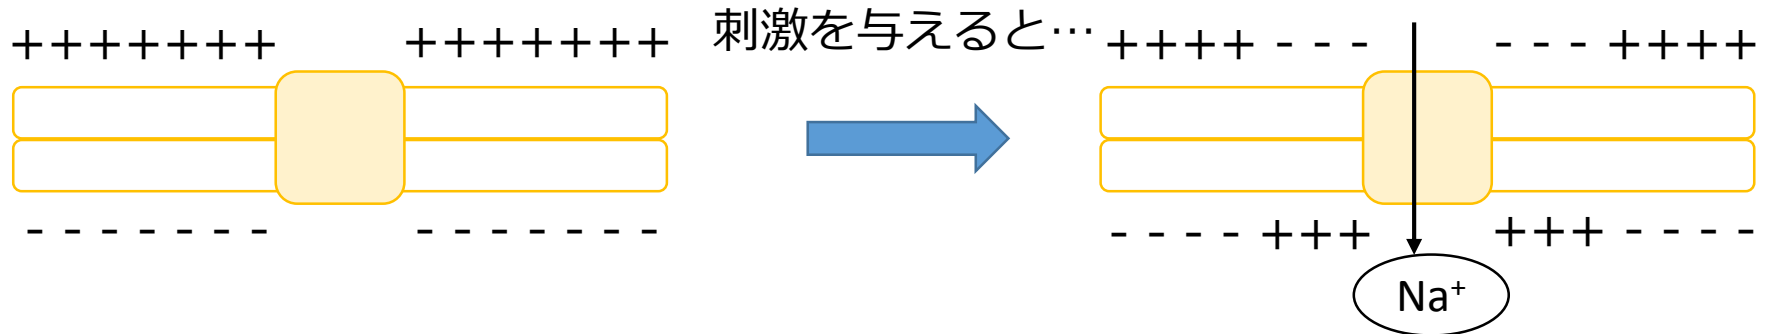 刺激を与えると…
+++++++ +++++++ ++++ - - - - - - ++++
- - - - - - - - - - - - - - - - - - +++ +++ - - - -
Na⁺